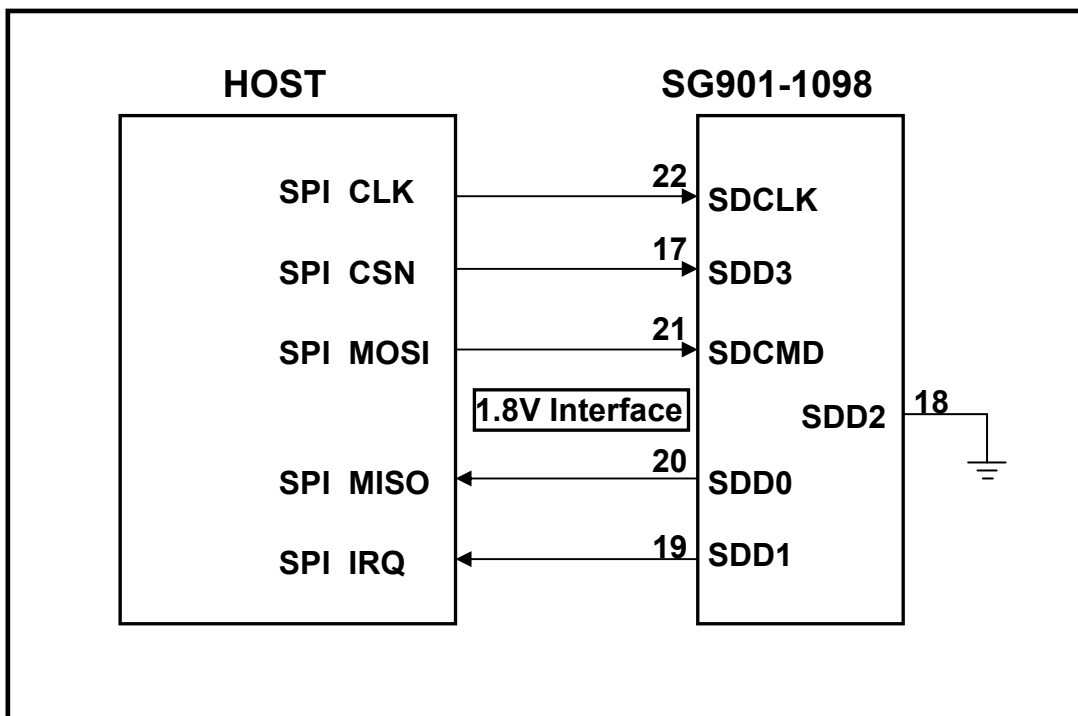 HOST
SG901-1098
SPI CLK
22
SDCLK
SPI CSN
17
SDD3
SPI MOSI
21
SDCMD
1.8V Interface
SDD2
18
SPI MISO
20
SDD0
SPI IRQ
19
SDD1